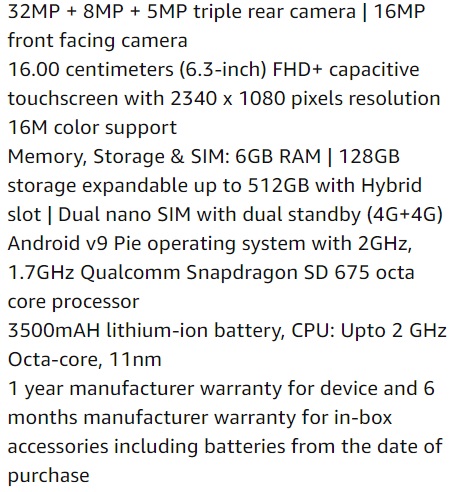 32MP + 8MP + 5MP triple rear camera | 16MP
front facing camera
16.00 centimeters (6.3-inch) FHD+ capacitive
touchscreen with 2340 x 1080 pixels resolution
16M color support
Memory, Storage & SIM: 6GB RAM | 128GB
storage expandable up to 512GB with Hybrid
slot | Dual nano SIM with dual standby (4G+4G)
Android v9 Pie operating system with 2GHz,
1.7GHz Qualcomm Snapdragon SD 675 octa
core processor
3500mAH lithium-ion battery, CPU: Upto 2 GHz
Octa-core, 11nm
1 year manufacturer warranty for device and 6
months manufacturer warranty for in-box
accessories including batteries from the date of
purchase